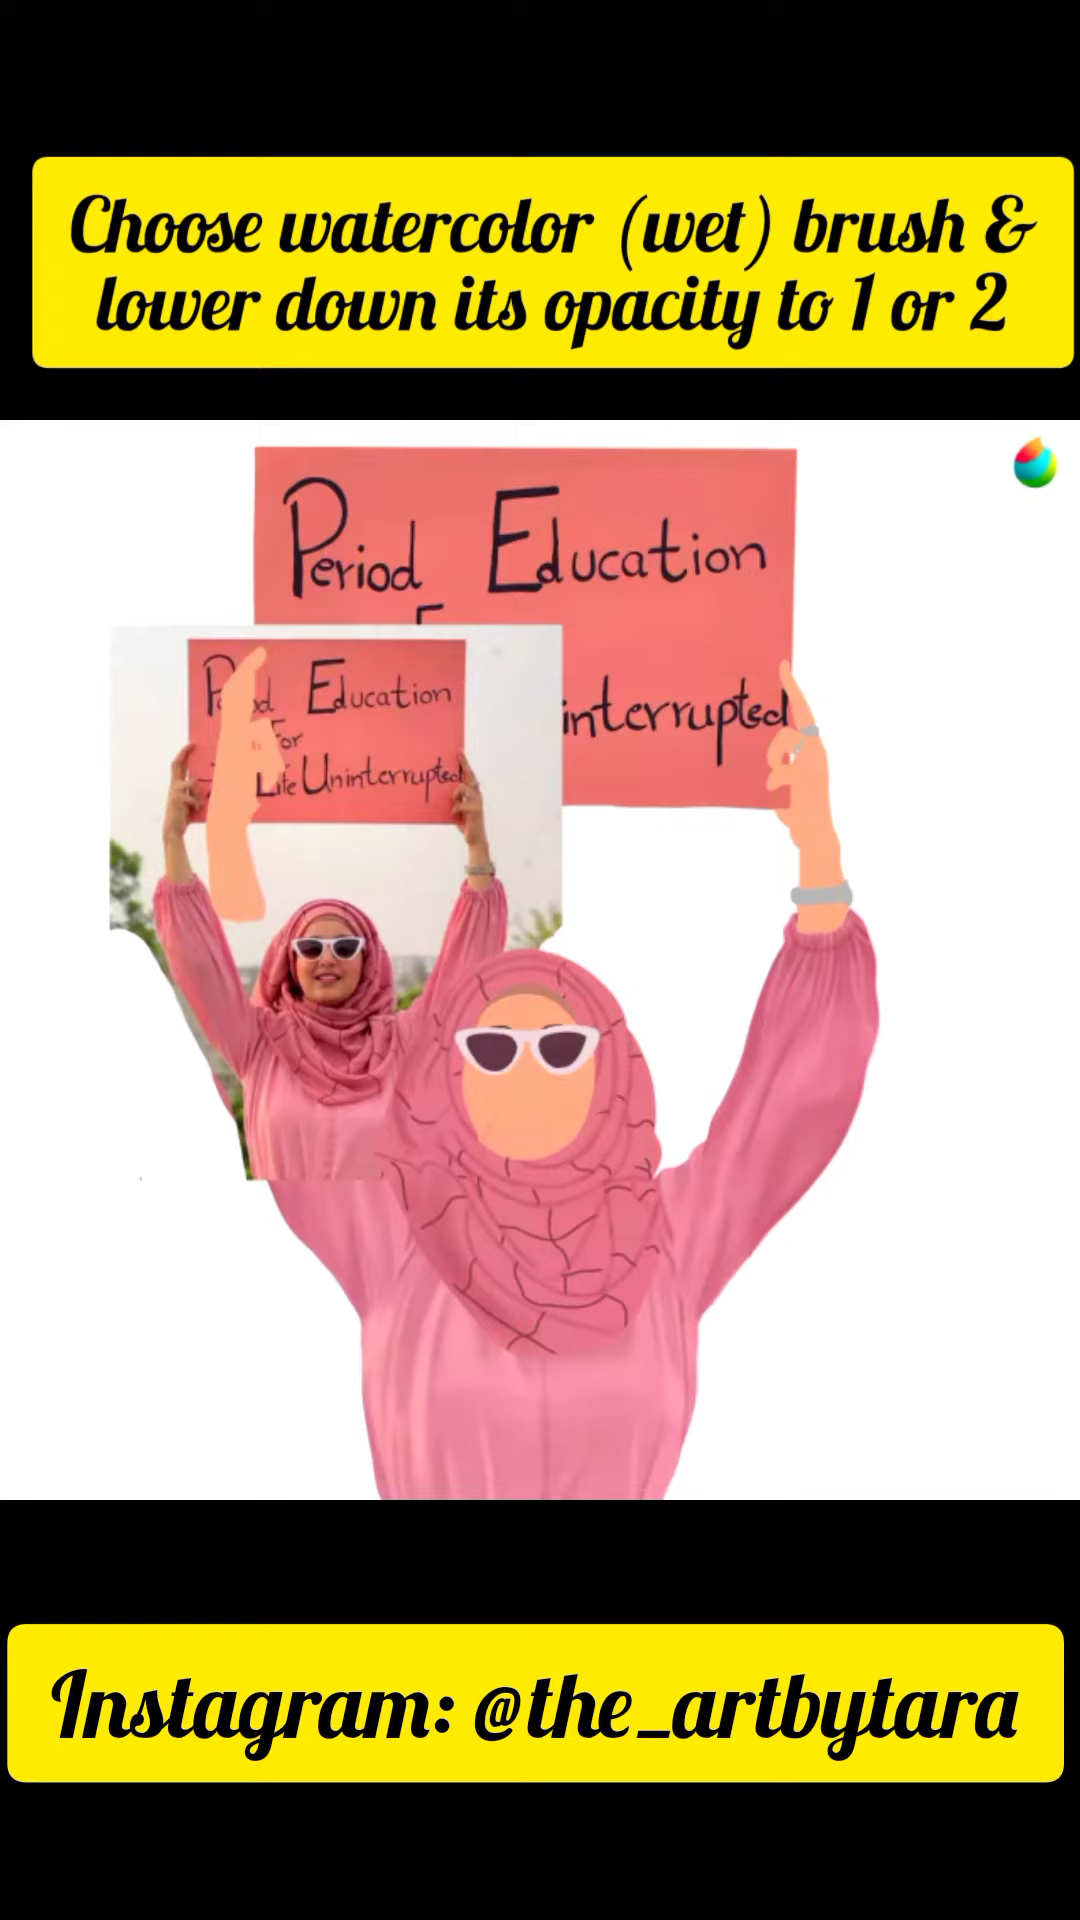 Choose watercolor (wet) brush &
lower down its opacity to 1 or 2
Period Education
interrupted
Education
For
Life Uninterrupted
Instagram: @the_artbytara